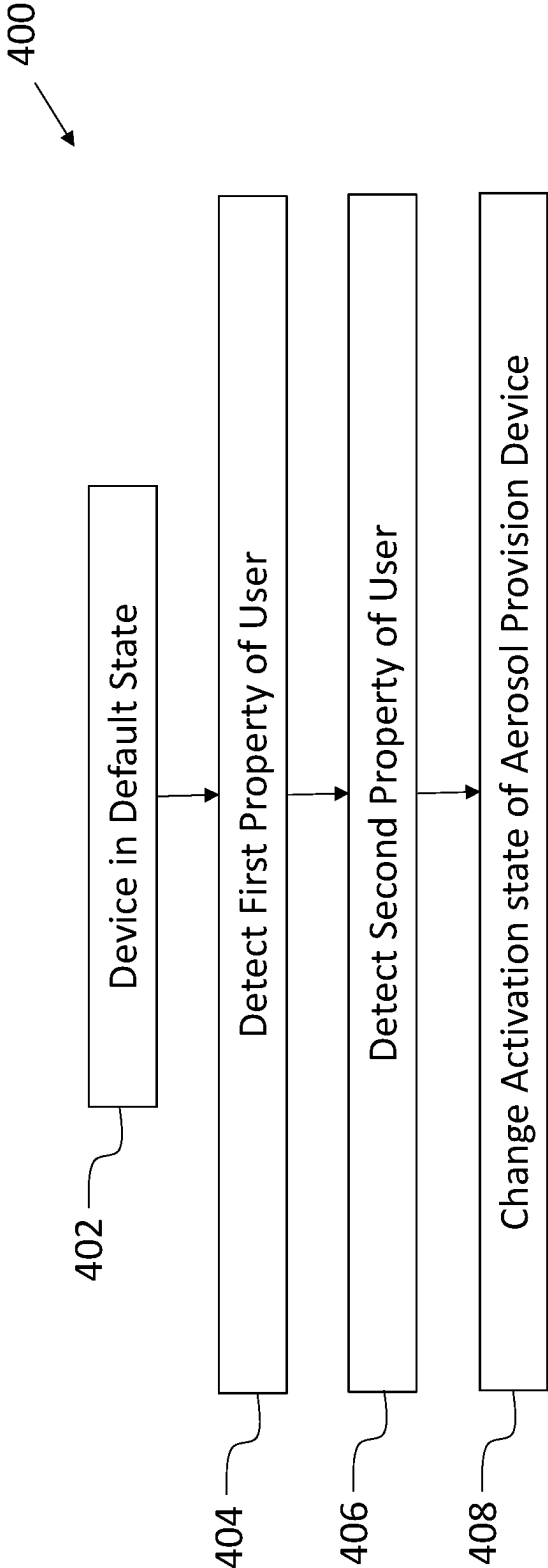 400
402
Device in Default State
404
Detect First Property of User
406
Detect Second Property of User
408
Change Activation state of Aerosol Provision Device